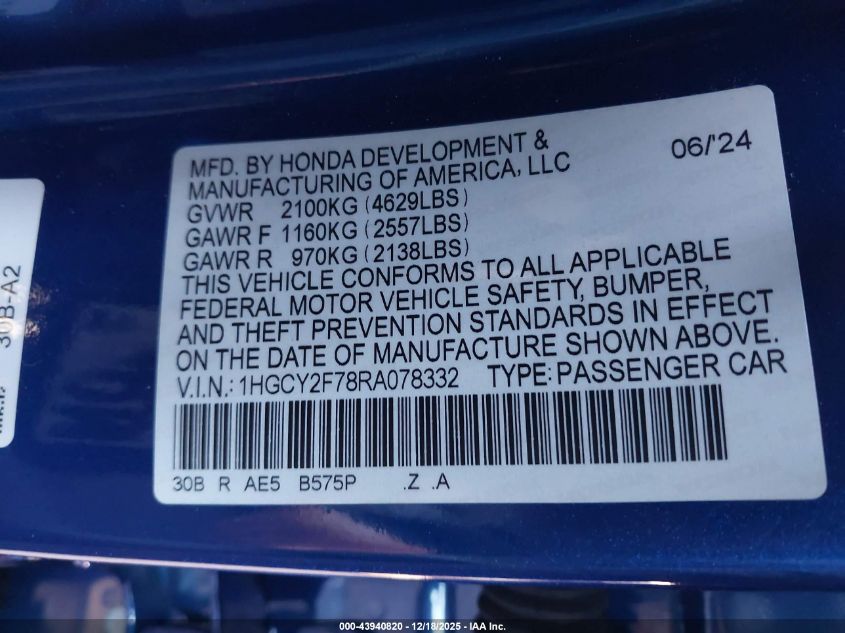 MFD. BY HONDA DEVELOPMENT &
MANUFACTURING OF AMERICA, LLC
06/'24
GVWR 2100KG (4629LBS)
GAWR F 1160KG (2557LBS)
GAWR R 970KG (2138LBS)
THIS VEHICLE CONFORMS TO ALL APPLICABLE
FEDERAL MOTOR VEHICLE SAFETY, BUMPER,
AND THEFT PREVENTION STANDARDS IN EFFECT
ON THE DATE OF MANUFACTURE SHOWN ABOVE.
V.I.N.: 1HGCY2F78RA078332 TYPE: PASSENGER CAR
30B R AE5 B575P .Z .A
30B-A2
000-43940820 - 12/18/2025 - IAA Inc.